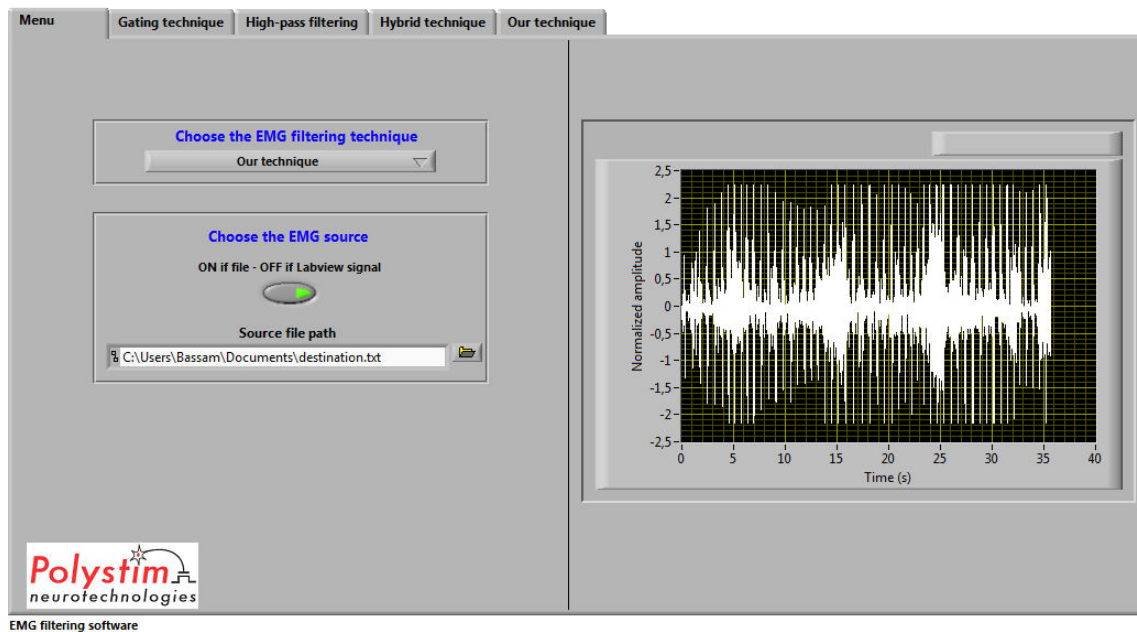 Menu
Gating technique
High-pass filtering
Hybrid technique
Our technique
Choose the EMG filtering technique
Our technique
Choose the EMG source
ON if file - OFF if Labview signal
Source file path
C:\Users\Bassam\Documents\destination.txt
Normalized amplitude
2,5
2
1,5
1
0,5
0
-0,5
-1
-1,5
-2
-2,5
0 5 10 15 20 25 30 35 40
Time (s)
Polystim
neurotechnologies
EMG filtering software